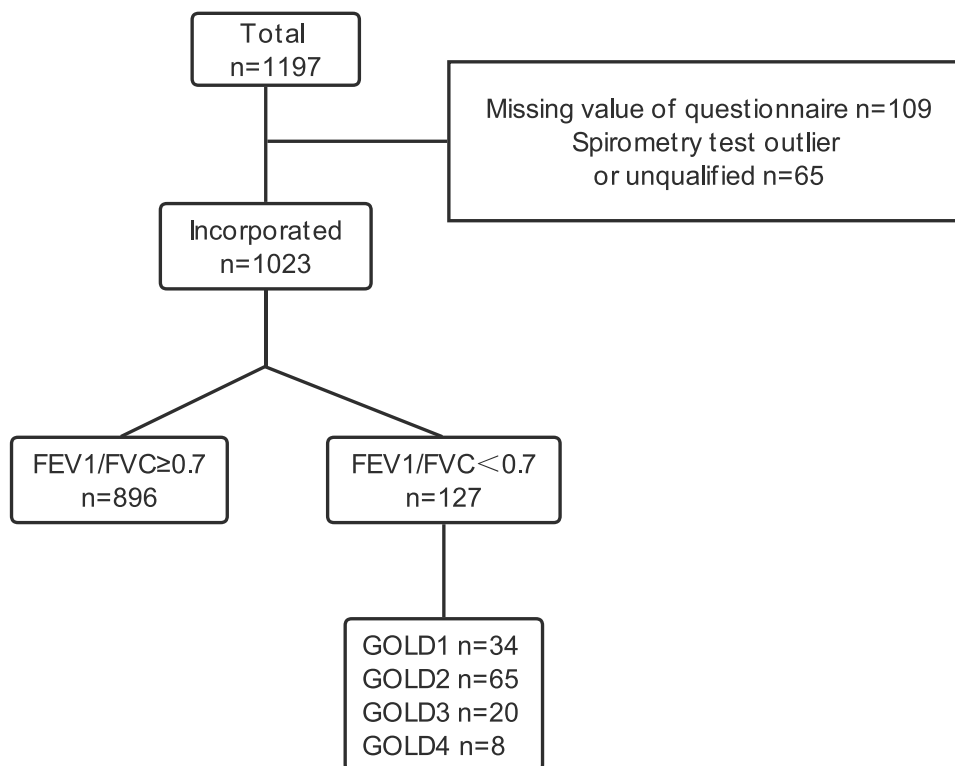 Total
n=1197
Missing value of questionnaire n=109
Spirometry test outlier
or unqualified n=65
Incorporated
n=1023
FEV1/FVC≥0.7
n=896
FEV1/FVC<0.7
n=127
GOLD1 n=34
GOLD2 n=65
GOLD3 n=20
GOLD4 n=8